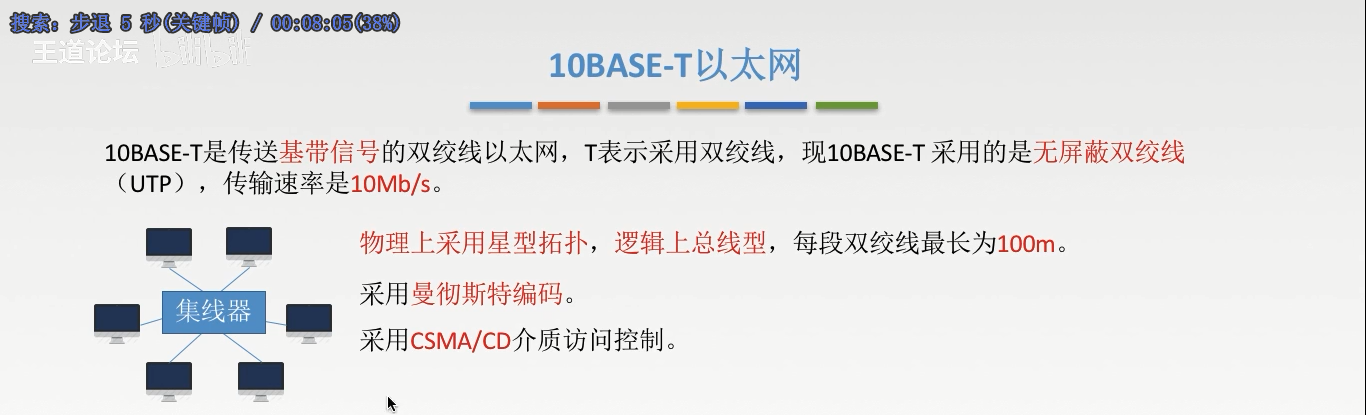 搜索: 步退 5 秒(关键帧) / 00:08:05(38%)
王道论坛 bilibili
10BASE-T以太网
10BASE-T是传送基带信号的双绞线以太网，T表示采用双绞线，现10BASE-T 采用的是无屏蔽双绞线
（UTP），传输速率是10Mb/s。
物理上采用星型拓扑，逻辑上总线型，每段双绞线最长为100m。
采用曼彻斯特编码。
集线器
采用CSMA/CD介质访问控制。